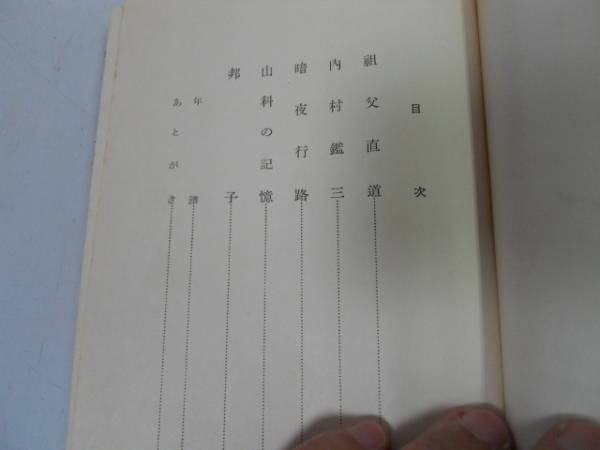 目次
祖父直道
内村鑑三
暗夜行路
山科の記憶
邦子
年譜
あとがき